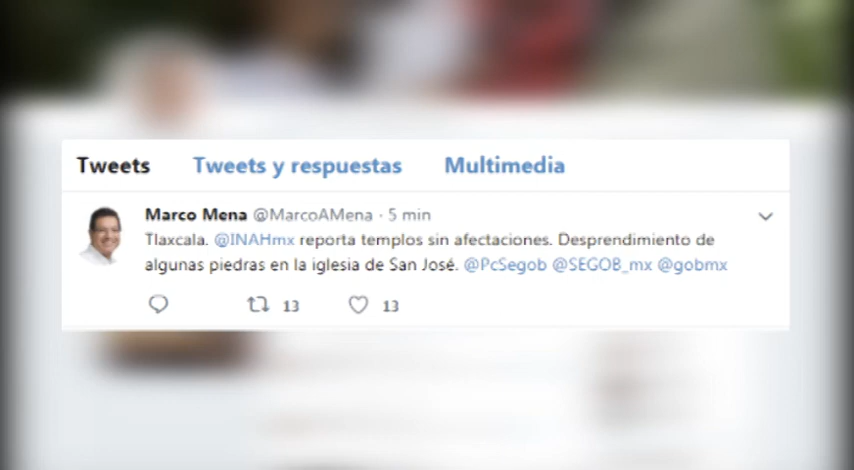 Tweets Tweets y respuestas Multimedia
Marco Mena @MarcoAMena · 5 min
Tlaxcala. @INAHmx reporta templos sin afectaciones. Desprendimiento de
algunas piedras en la iglesia de San José. @PcSegob @SEGOB_mx @gobmx
13 13